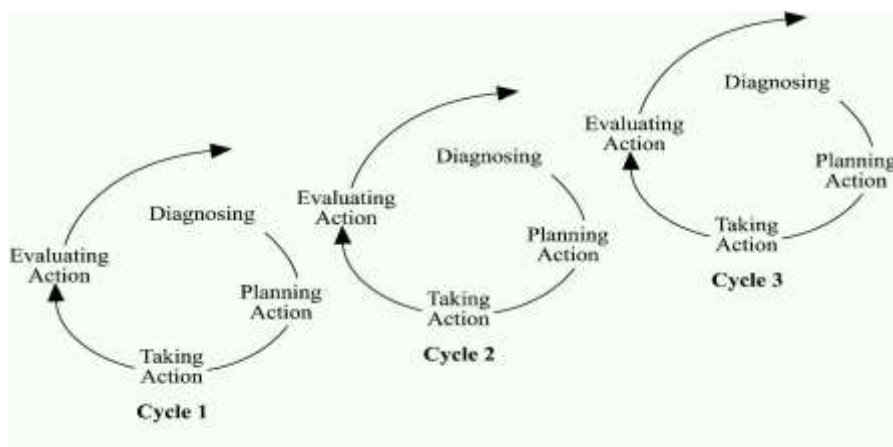 Diagnosing
Planning
Action
Taking
Action
Evaluating
Action
Cycle 1
Diagnosing
Planning
Action
Taking
Action
Evaluating
Action
Cycle 2
Diagnosing
Planning
Action
Taking
Action
Evaluating
Action
Cycle 3